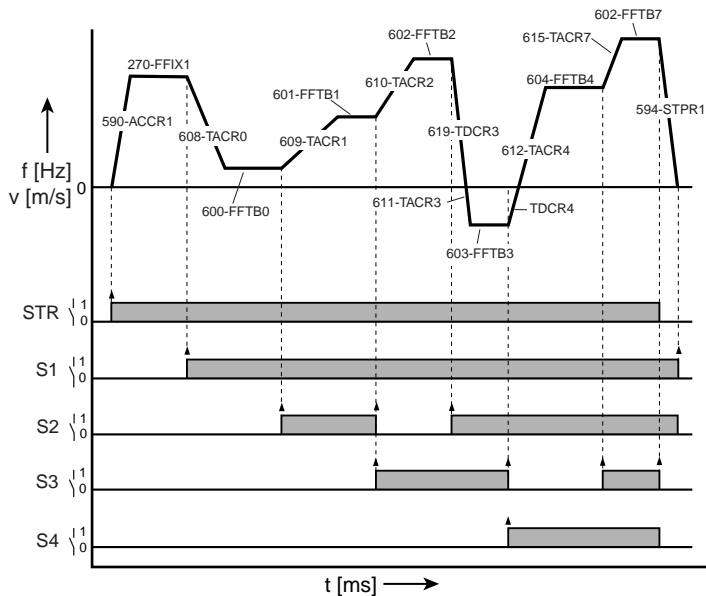 602-FFTB7
602-FFTB2
615-TACR7
270-FFIX1
610-TACR2
604-FFTB4
601-FFTB1
590-ACCR1
594-STPR1
608-TACR0
609-TACR1
619-TDCR3
612-TACR4
f [Hz]
v [m/s]
0
600-FFTB0
611-TACR3
TDCR4
603-FFTB3
STR 1
0
S1 1
0
S2 1
0
S3 1
0
S4 1
0
t [ms]